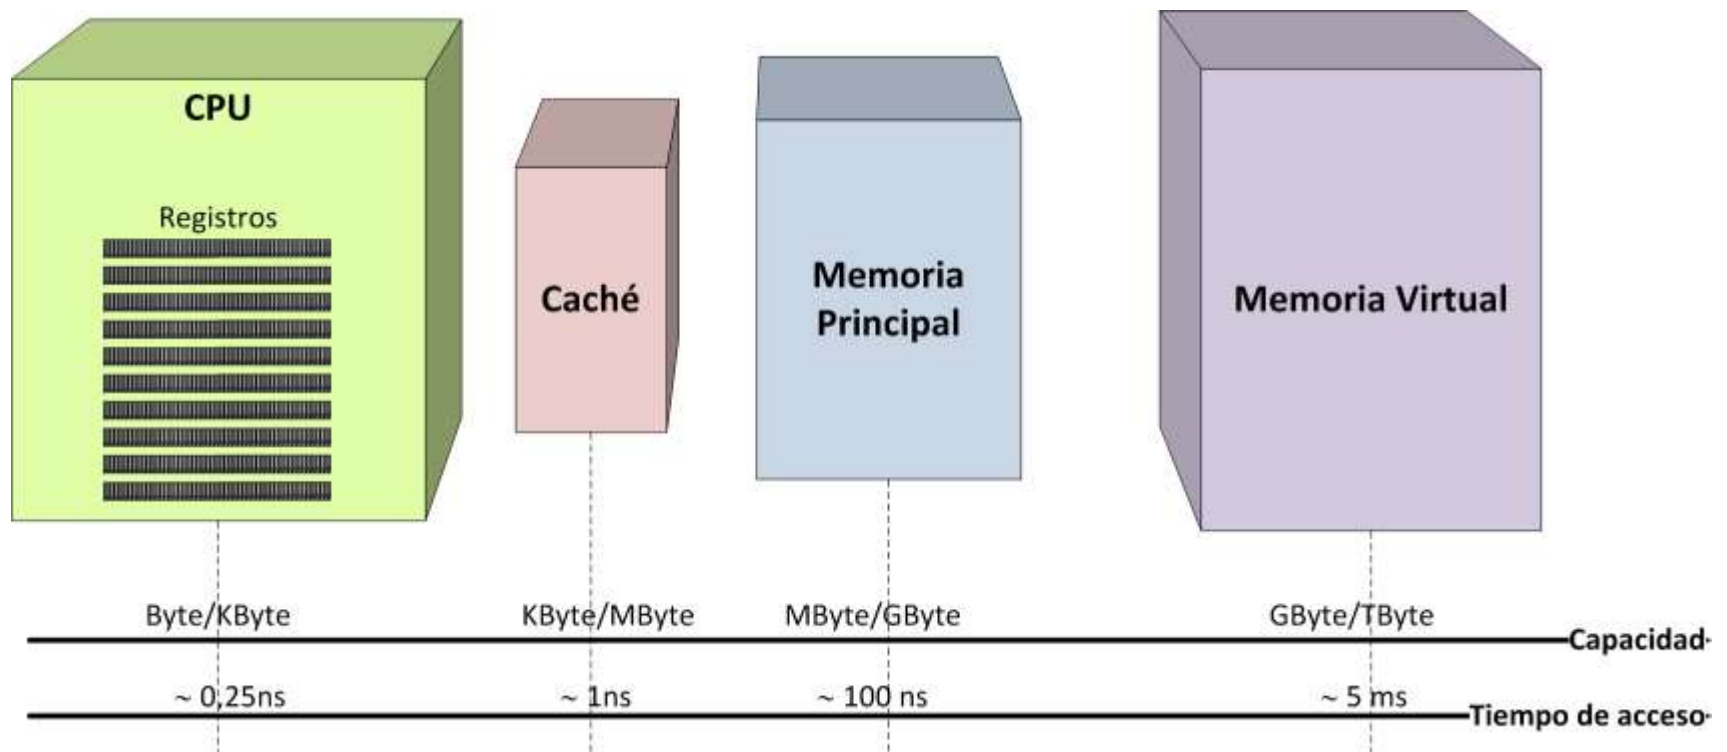 CPU
Registros
Caché
Memoria
Principal
Memoria Virtual
Byte/KByte
KByte/MByte
MByte/GByte
GByte/TByte
Capacidad
~ 0,25ns
~ 1ns
~ 100 ns
~ 5 ms
Tiempo de acceso